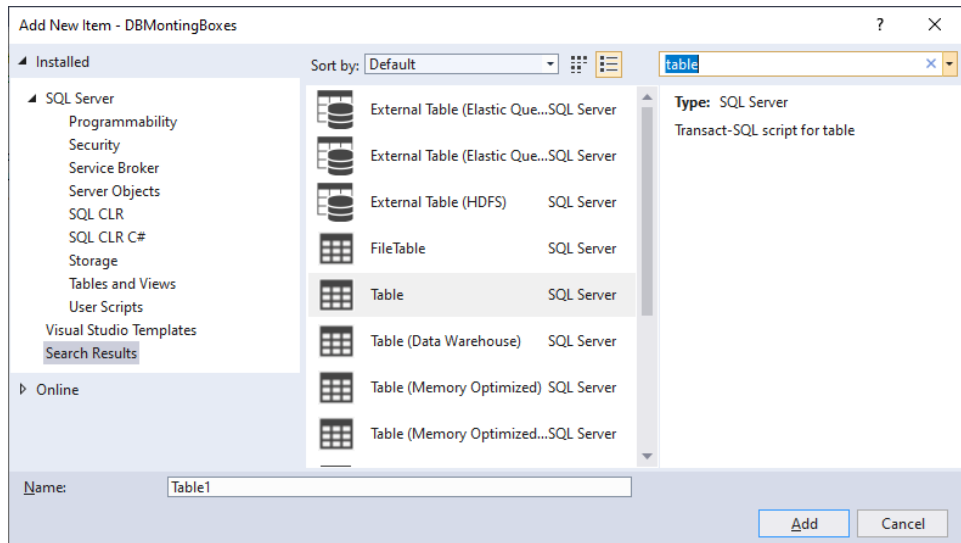 Add New Item - DBMontingBoxes
? ×
Installed
Sort by: Default
table
SQL Server
Programmability
Security
Service Broker
Server Objects
SQL CLR
SQL CLR C#
Storage
Tables and Views
User Scripts
Visual Studio Templates
Search Results
Online
External Table (Elastic Que...SQL Server
External Table (Elastic Que...SQL Server
External Table (HDFS) SQL Server
FileTable SQL Server
Table SQL Server
Table (Data Warehouse) SQL Server
Table (Memory Optimized) SQL Server
Table (Memory Optimized...SQL Server
Type: SQL Server
Transact-SQL script for table
Name: Table1
Add Cancel